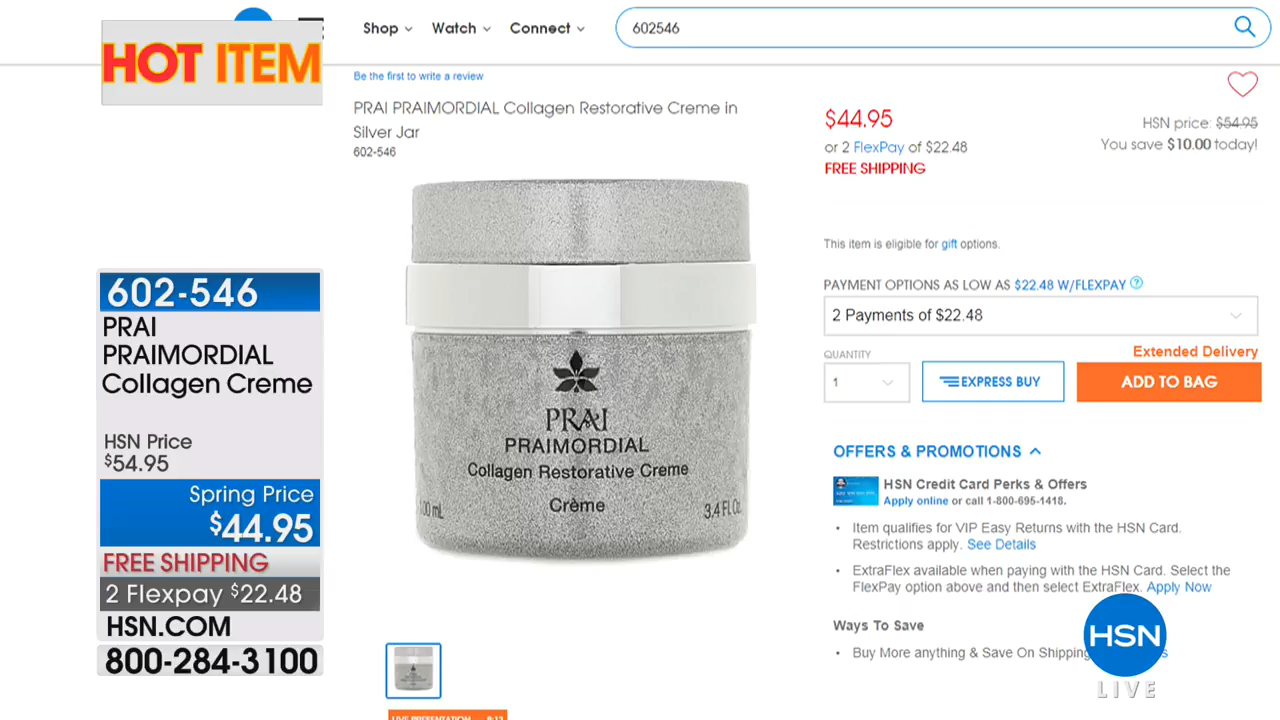 HOT ITEM
602-546
PRAI
PRAIMORDIAL
Collagen Creme
HSN Price
$54.95
Spring Price
$44.95
FREE SHIPPING
2 Flexpay $22.48
HSN.COM
800-284-3100
Shop Watch Connect
602546
Be the first to write a review
PRAI PRAIMORDIAL Collagen Restorative Creme in
Silver Jar
602-546
PRAI
PRAIMORDIAL
Collagen Restorative Creme
Crème
00 mL
3.4 FL Oz
LIVE PRESENTATION
$44.95
HSN price: $54.95
or 2 FlexPay of $22.48
You save $10.00 today!
FREE SHIPPING
This item is eligible for gift options.
PAYMENT OPTIONS AS LOW AS $22.48 W/FLEXPAY ?
2 Payments of $22.48
Extended Delivery
QUANTITY
1
EXPRESS BUY
ADD TO BAG
OFFERS & PROMOTIONS
HSN Credit Card Perks & Offers
Apply online or call 1-800-695-1418.
• Item qualifies for VIP Easy Returns with the HSN Card.
Restrictions apply. See Details
• ExtraFlex available when paying with the HSN Card. Select the
FlexPay option above and then select ExtraFlex. Apply Now
Ways To Save
• Buy More anything & Save On Shipping
HSN
LIVE